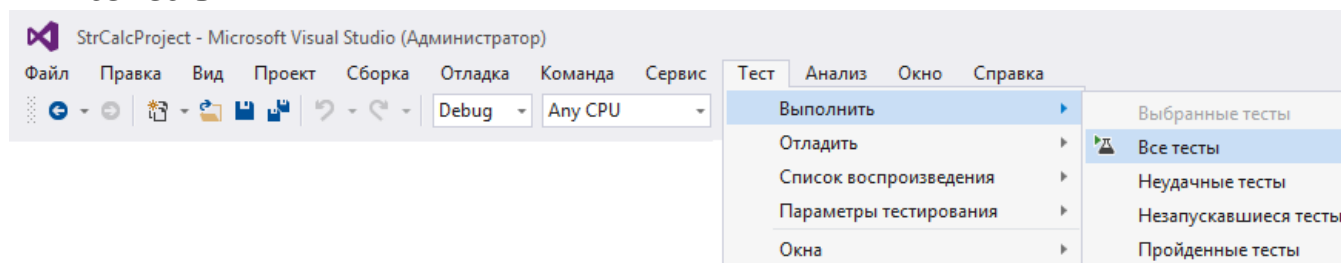 StrCalcProject - Microsoft Visual Studio (Администратор)
Файл Правка Вид Проект Сборка Отладка Команда Сервис Тест Анализ Окно Справка
Debug Any CPU
Выполнить
Отладить
Список воспроизведения
Параметры тестирования
Окна
Выбранные тесты
Все тесты
Неудачные тесты
Незапускавшиеся тесты
Пройденные тесты